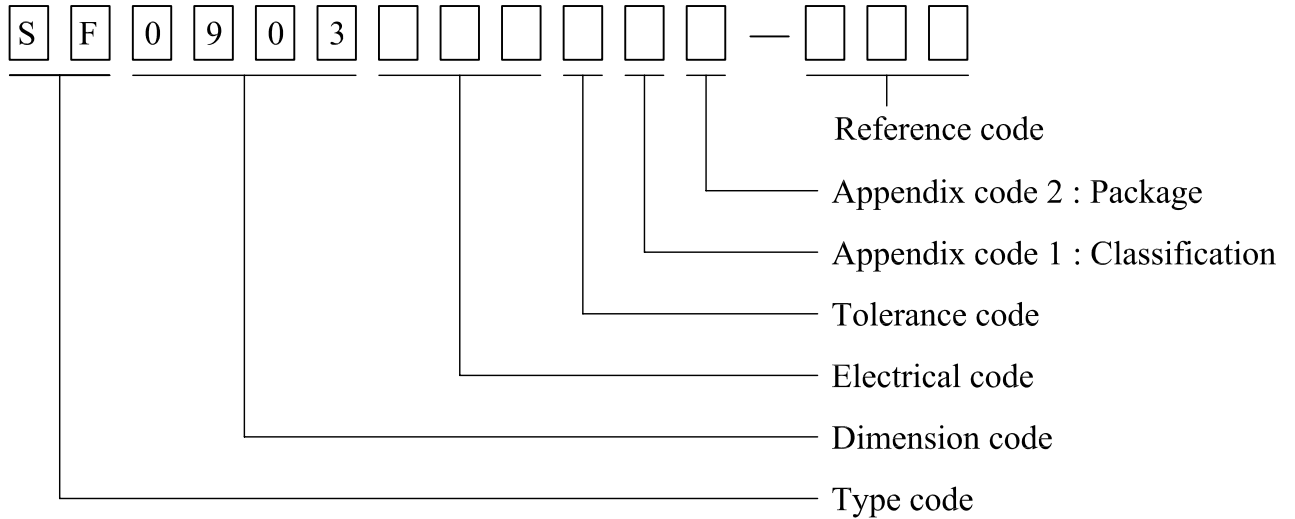 S F 0 9 0 3 —
Reference code
Appendix code 2 : Package
Appendix code 1 : Classification
Tolerance code
Electrical code
Dimension code
Type code